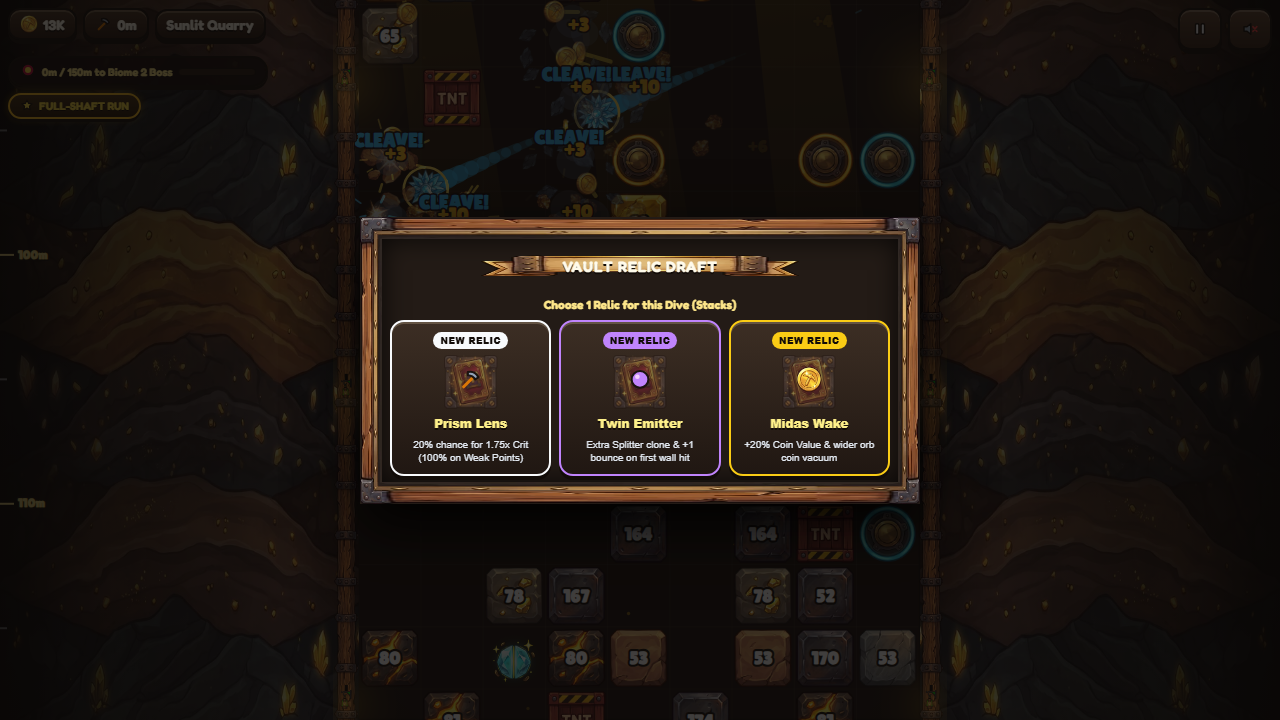 13K
0m
Sunlit Quarry
0m / 150m to Biome 2 Boss
FULL-SHAFT RUN
65
+3
CLEAVE!
CLEAVE!
+6
+10
TNT
CLEAVE!
+3
CLEAVE!
+3
+6
CLEAVE!
+10
+10
100m
110m
VAULT RELIC DRAFT
Choose 1 Relic for this Dive (Stacks)
NEW RELIC
Prism Lens
20% chance for 1.75x Crit
(100% on Weak Points)
NEW RELIC
Twin Emitter
Extra Splitter clone & +1
bounce on first wall hit
NEW RELIC
Midas Wake
+20% Coin Value & wider orb
coin vacuum
164
164
TNT
78
167
78
52
80
80
53
53
170
53
TNT